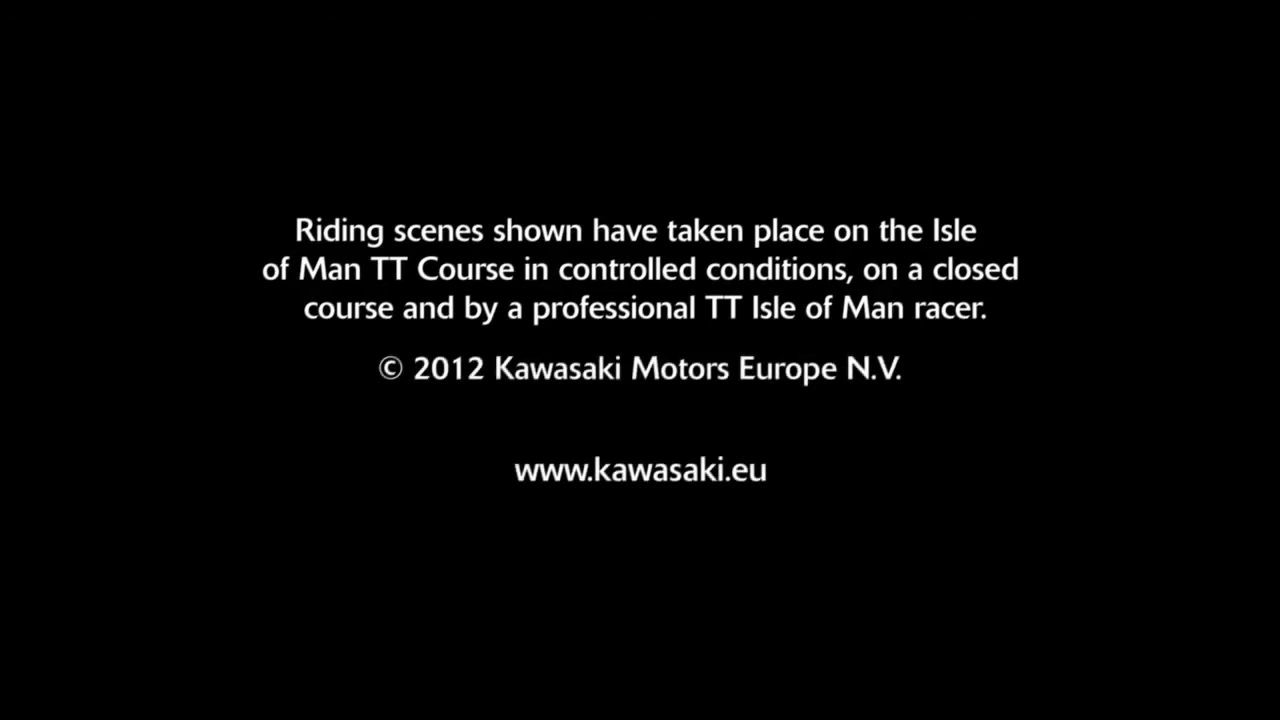 Riding scenes shown have taken place on the Isle
of Man TT Course in controlled conditions, on a closed
course and by a professional TT Isle of Man racer.
© 2012 Kawasaki Motors Europe N.V.
www.kawasaki.eu